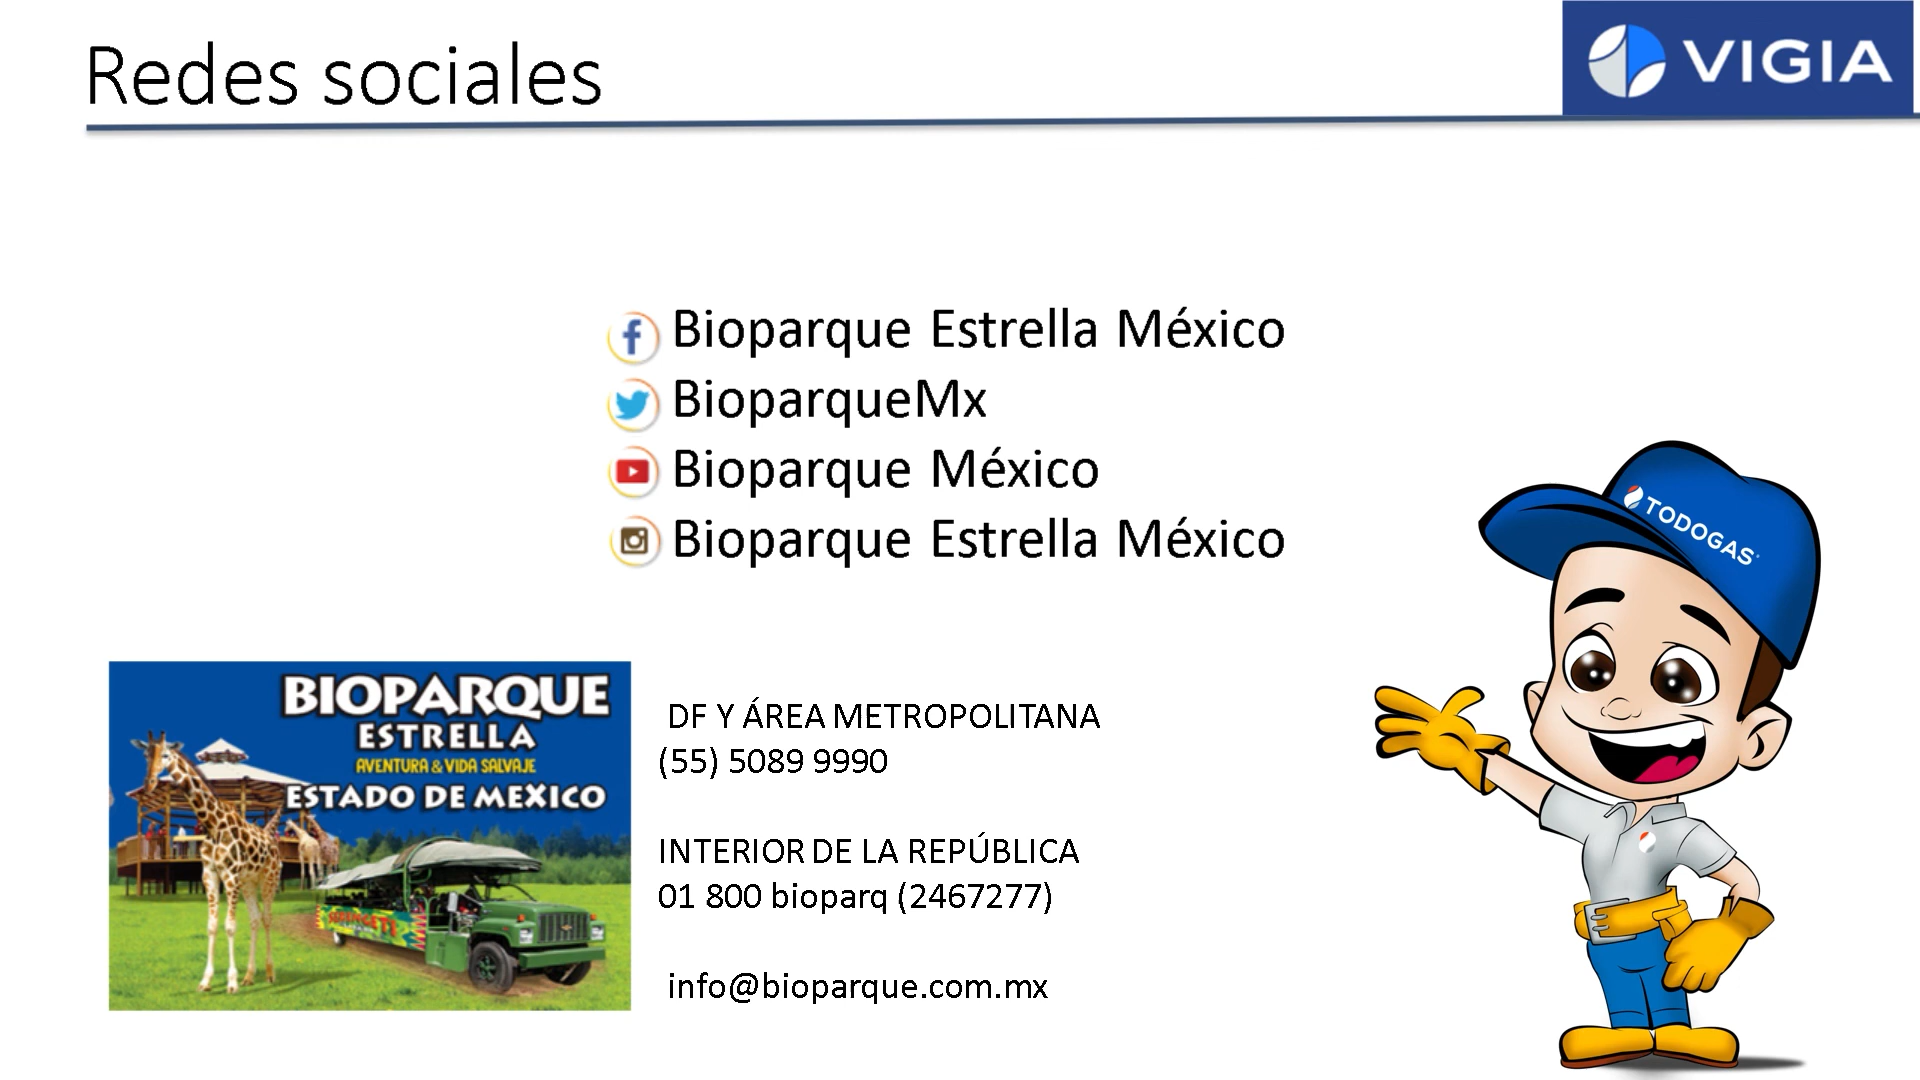 Redes sociales
VIGIA
Bioparque Estrella México
BioparqueMx
Bioparque México
Bioparque Estrella México
TODOGAS
BIOPARQUE
ESTRELLA
AVENTURA & VIDA SALVAJE
ESTADO DE MEXICO
SERENGETI
DF Y ÁREA METROPOLITANA
(55) 5089 9990
INTERIOR DE LA REPÚBLICA
01 800 bioparq (2467277)
info@bioparque.com.mx